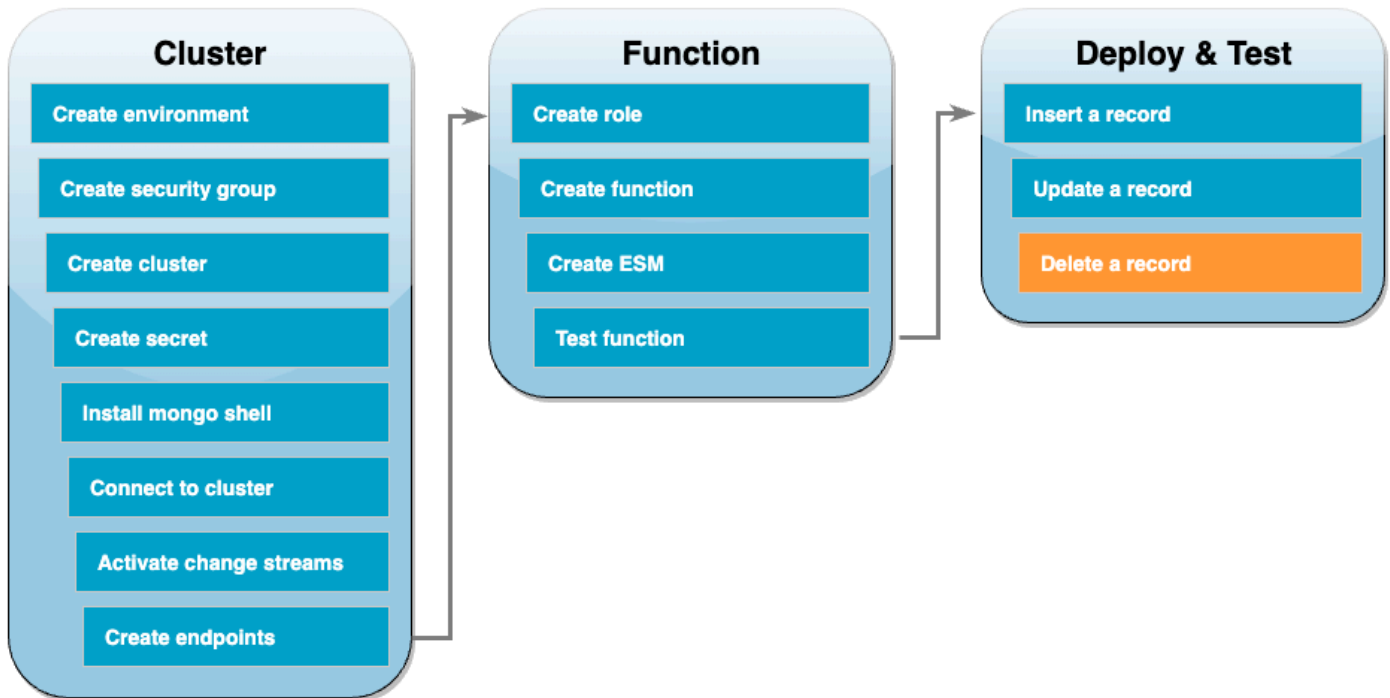 Cluster
Create environment
Create security group
Create cluster
Create secret
Install mongo shell
Connect to cluster
Activate change streams
Create endpoints
Function
Create role
Create function
Create ESM
Test function
Deploy & Test
Insert a record
Update a record
Delete a record